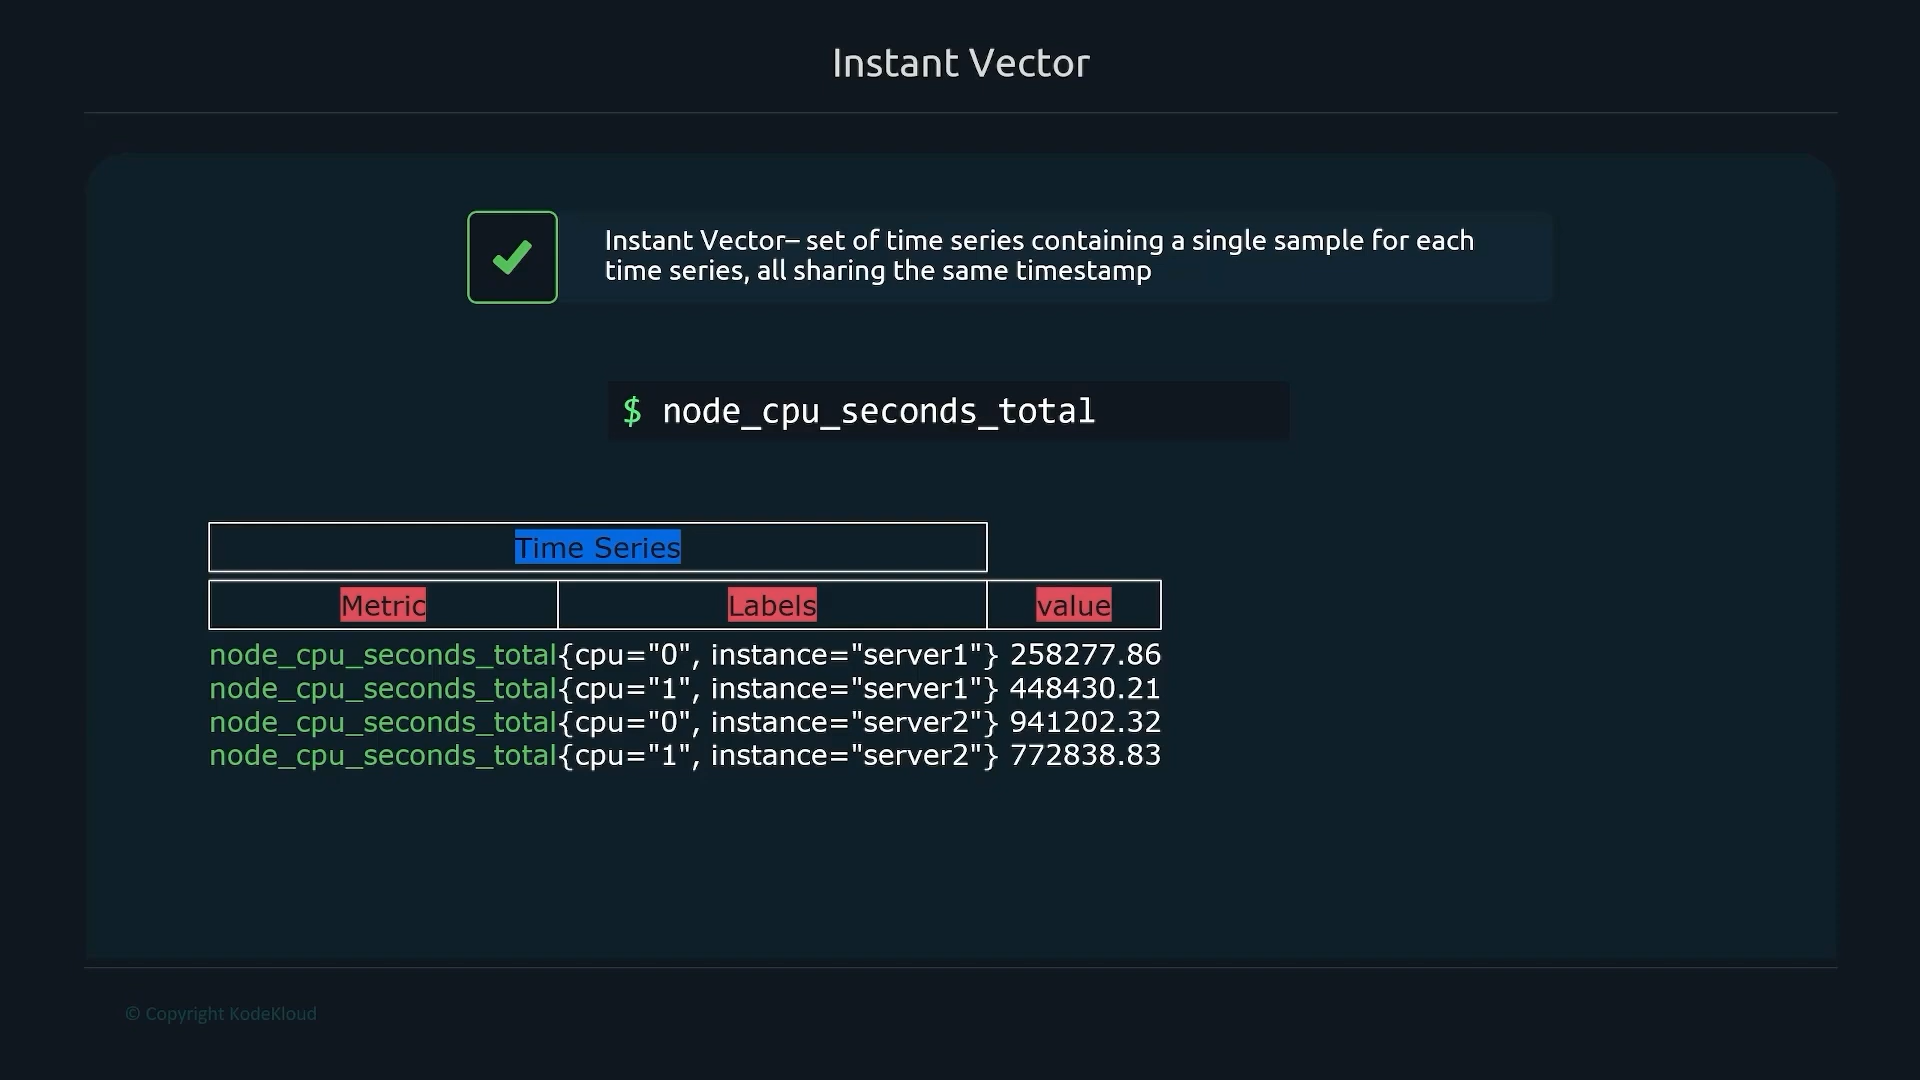 Instant Vector
Instant Vector– set of time series containing a single sample for each
time series, all sharing the same timestamp
$ node_cpu_seconds_total
Time Series
Metric Labels value
node_cpu_seconds_total{cpu="0", instance="server1"} 258277.86
node_cpu_seconds_total{cpu="1", instance="server1"} 448430.21
node_cpu_seconds_total{cpu="0", instance="server2"} 941202.32
node_cpu_seconds_total{cpu="1", instance="server2"} 772838.83
© Copyright KodeKloud